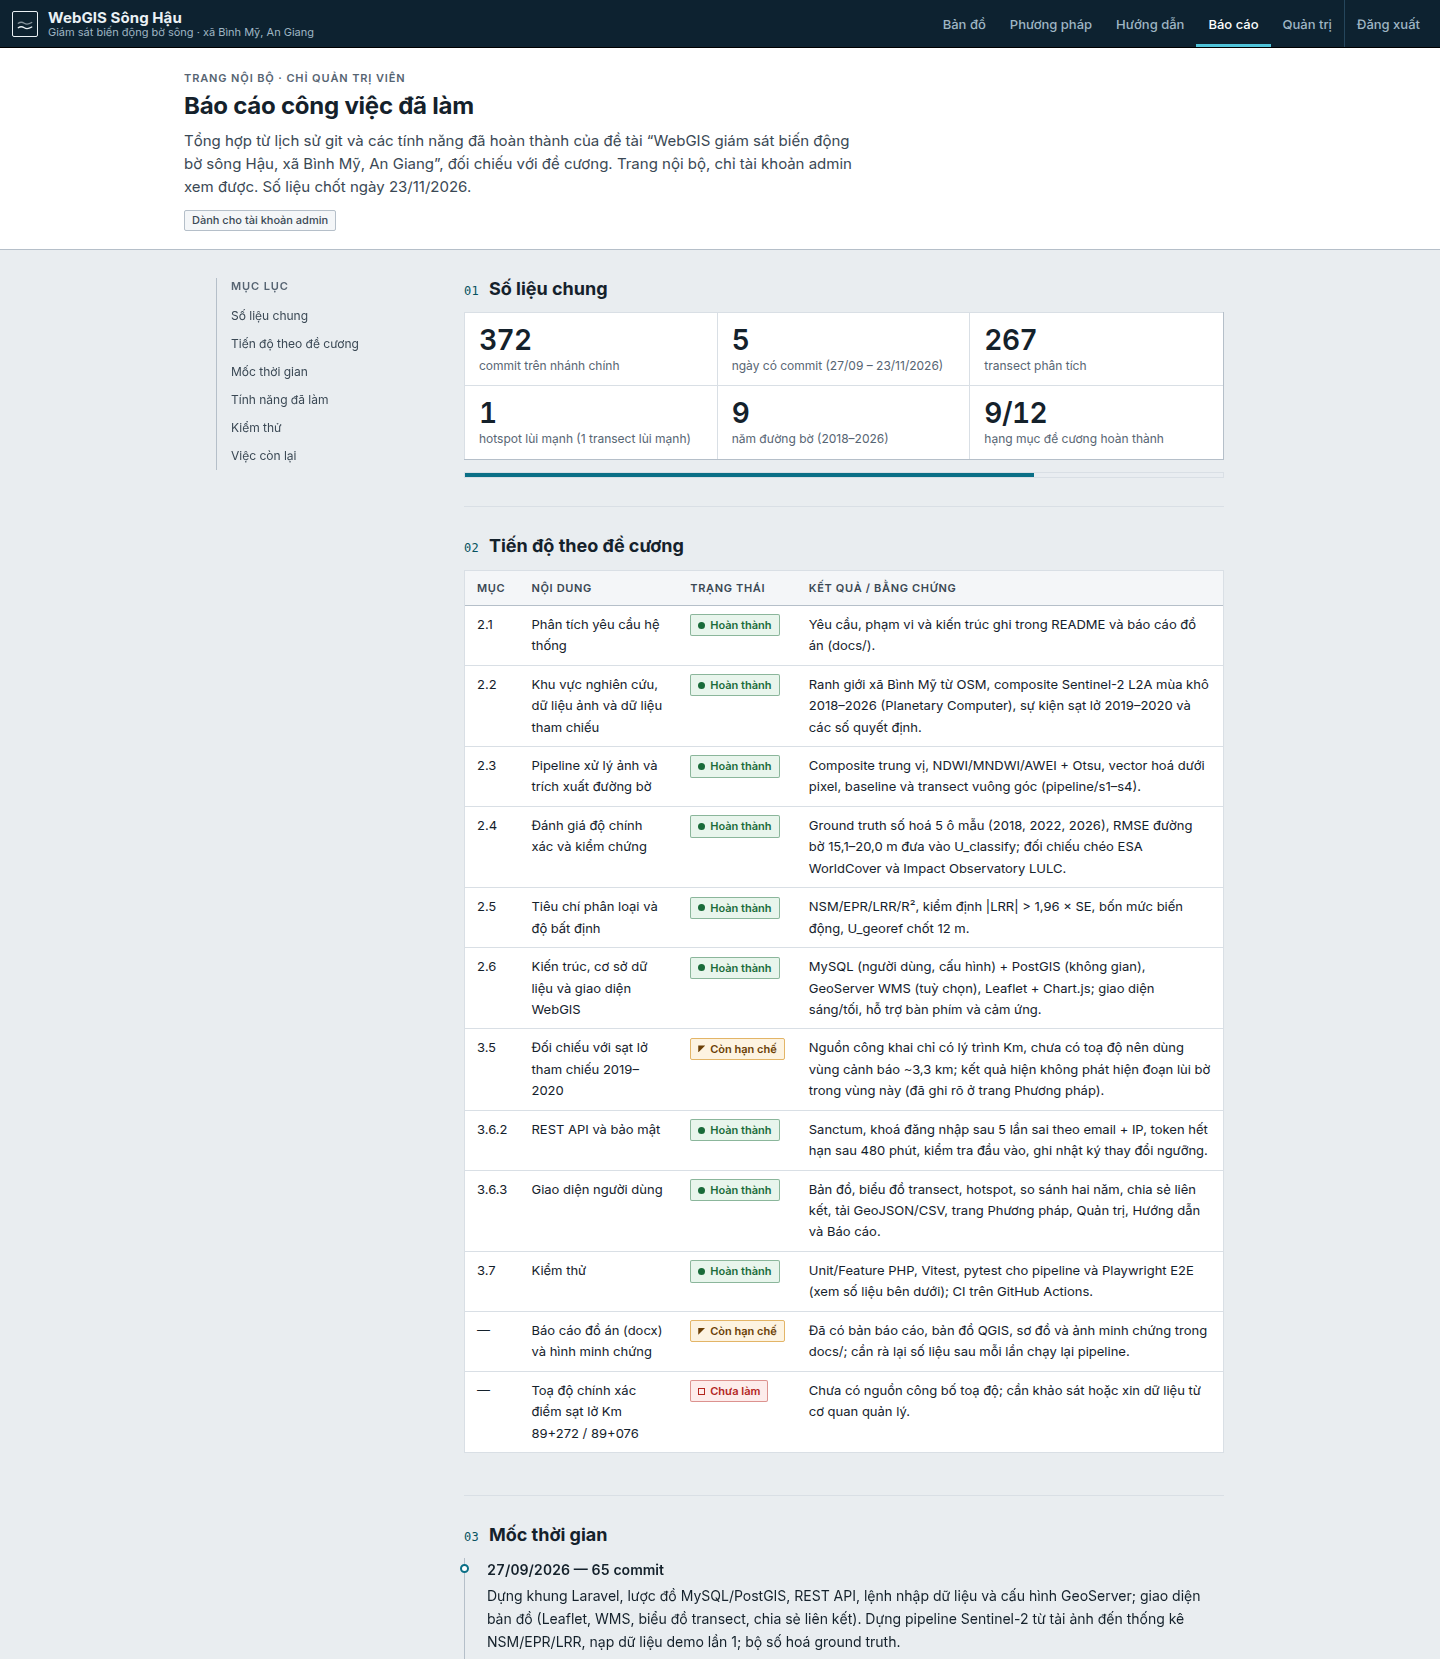 WebGIS Sông Hậu
Giám sát biến động bờ sông · xã Bình Mỹ, An Giang
Bản đồ
Phương pháp
Hướng dẫn
Báo cáo
Quản trị
Đăng xuất
TRANG NỘI BỘ · CHỈ QUẢN TRỊ VIÊN
Báo cáo công việc đã làm
Tổng hợp từ lịch sử git và các tính năng đã hoàn thành của đề tài “WebGIS giám sát biến động
bờ sông Hậu, xã Bình Mỹ, An Giang”, đối chiếu với đề cương. Trang nội bộ, chỉ tài khoản admin
xem được. Số liệu chốt ngày 23/11/2026.
Dành cho tài khoản admin
MỤC LỤC
Số liệu chung
Tiến độ theo đề cương
Mốc thời gian
Tính năng đã làm
Kiểm thử
Việc còn lại
01 Số liệu chung
372
commit trên nhánh chính
5
ngày có commit (27/09 – 23/11/2026)
267
transect phân tích
1
hotspot lùi mạnh (1 transect lùi mạnh)
9
năm đường bờ (2018–2026)
9/12
hạng mục đề cương hoàn thành
02 Tiến độ theo đề cương
MỤC
NỘI DUNG
TRẠNG THÁI
KẾT QUẢ / BẰNG CHỨNG
2.1
Phân tích yêu cầu hệ
thống
Hoàn thành
Yêu cầu, phạm vi và kiến trúc ghi trong README và báo cáo đồ
án (docs/).
2.2
Khu vực nghiên cứu,
dữ liệu ảnh và dữ liệu
tham chiếu
Hoàn thành
Ranh giới xã Bình Mỹ từ OSM, composite Sentinel-2 L2A mùa khô
2018–2026 (Planetary Computer), sự kiện sạt lở 2019–2020 và
các số quyết định.
2.3
Pipeline xử lý ảnh và
trích xuất đường bờ
Hoàn thành
Composite trung vị, NDWI/MNDWI/AWEI + Otsu, vector hoá dưới
pixel, baseline và transect vuông góc (pipeline/s1–s4).
2.4
Đánh giá độ chính
xác và kiểm chứng
Hoàn thành
Ground truth số hoá 5 ô mẫu (2018, 2022, 2026), RMSE đường
bờ 15,1–20,0 m đưa vào U_classify; đối chiếu chéo ESA
WorldCover và Impact Observatory LULC.
2.5
Tiêu chí phân loại và
độ bất định
Hoàn thành
NSM/EPR/LRR/R², kiểm định |LRR| > 1,96 × SE, bốn mức biến
động, U_georef chốt 12 m.
2.6
Kiến trúc, cơ sở dữ
liệu và giao diện
WebGIS
Hoàn thành
MySQL (người dùng, cấu hình) + PostGIS (không gian),
GeoServer WMS (tuỳ chọn), Leaflet + Chart.js; giao diện
sáng/tối, hỗ trợ bàn phím và cảm ứng.
3.5
Đối chiếu với sạt lở
tham chiếu 2019–
2020
Còn hạn chế
Nguồn công khai chỉ có lý trình Km, chưa có toạ độ nên dùng
vùng cảnh báo ~3,3 km; kết quả hiện không phát hiện đoạn lùi bờ
trong vùng này (đã ghi rõ ở trang Phương pháp).
3.6.2
REST API và bảo mật
Hoàn thành
Sanctum, khoá đăng nhập sau 5 lần sai theo email + IP, token hết
hạn sau 480 phút, kiểm tra đầu vào, ghi nhật ký thay đổi ngưỡng.
3.6.3
Giao diện người dùng
Hoàn thành
Bản đồ, biểu đồ transect, hotspot, so sánh hai năm, chia sẻ liên
kết, tải GeoJSON/CSV, trang Phương pháp, Quản trị, Hướng dẫn
và Báo cáo.
3.7
Kiểm thử
Hoàn thành
Unit/Feature PHP, Vitest, pytest cho pipeline và Playwright E2E
(xem số liệu bên dưới); CI trên GitHub Actions.
—
Báo cáo đồ án (docx)
và hình minh chứng
Còn hạn chế
Đã có bản báo cáo, bản đồ QGIS, sơ đồ và ảnh minh chứng trong
docs/; cần rà lại số liệu sau mỗi lần chạy lại pipeline.
—
Toạ độ chính xác
điểm sạt lở Km
89+272 / 89+076
Chưa làm
Chưa có nguồn công bố toạ độ; cần khảo sát hoặc xin dữ liệu từ
cơ quan quản lý.
03 Mốc thời gian
27/09/2026 — 65 commit
Dựng khung Laravel, lược đồ MySQL/PostGIS, REST API, lệnh nhập dữ liệu và cấu hình GeoServer; giao diện
bản đồ (Leaflet, WMS, biểu đồ transect, chia sẻ liên kết). Dựng pipeline Sentinel-2 từ tải ảnh đến thống kê
NSM/EPR/LRR, nạp dữ liệu demo lần 1; bộ số hoá ground truth.